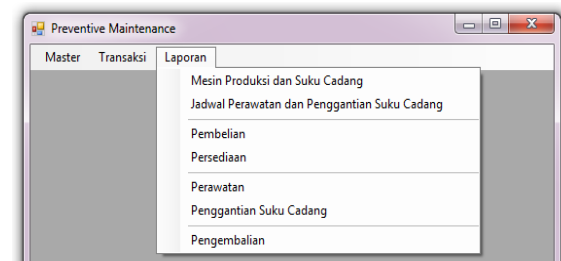 Preventive Maintenance
Master Transaksi Laporan
Mesin Produksi dan Suku Cadang
Jadwal Perawatan dan Penggantian Suku Cadang
Pembelian
Persediaan
Perawatan
Penggantian Suku Cadang
Pengembalian